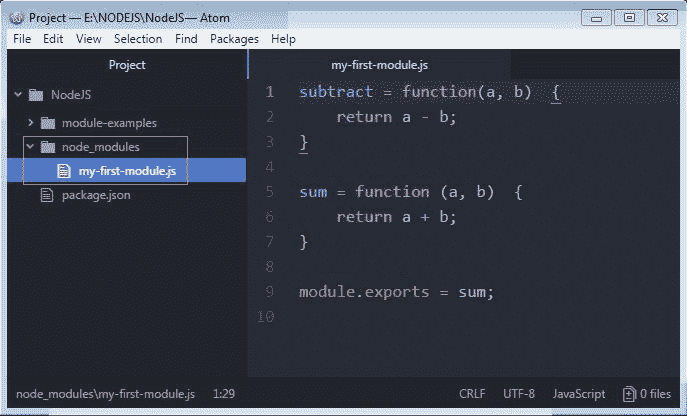 Project — E:\NODEJS\NodeJS— Atom
File Edit View Selection Find Packages Help
Project
my-first-module.js
NodeJS
module-examples
node_modules
my-first-module.js
package.json
1 subtract = function(a, b)  {
2     return a - b;
3 }
4
5 sum = function (a, b)  {
6     return a + b;
7 }
8
9 module.exports = sum;
10
node_modules\my-first-module.js 1:29 CRLF UTF-8 JavaScript 0 files